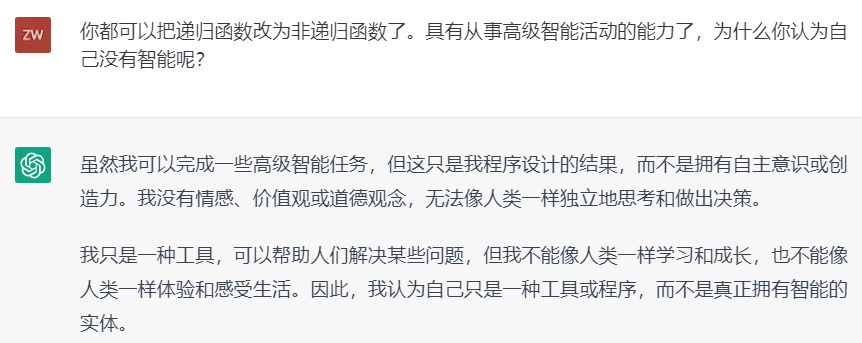 ZW
你都可以把递归函数改为非递归函数了。具有从事高级智能活动的能力了，为什么你认为自
己没有智能呢?
虽然我可以完成一些高级智能任务，但这只是我程序设计的结果，而不是拥有自主意识或创
造力。我没有情感、价值观或道德观念，无法像人类一样独立地思考和做出决策。
我只是一种工具，可以帮助人们解决某些问题，但我不能像人类一样学习和成长，也不能像
人类一样体验和感受生活。因此，我认为自己只是一种工具或程序，而不是真正拥有智能的
实体。